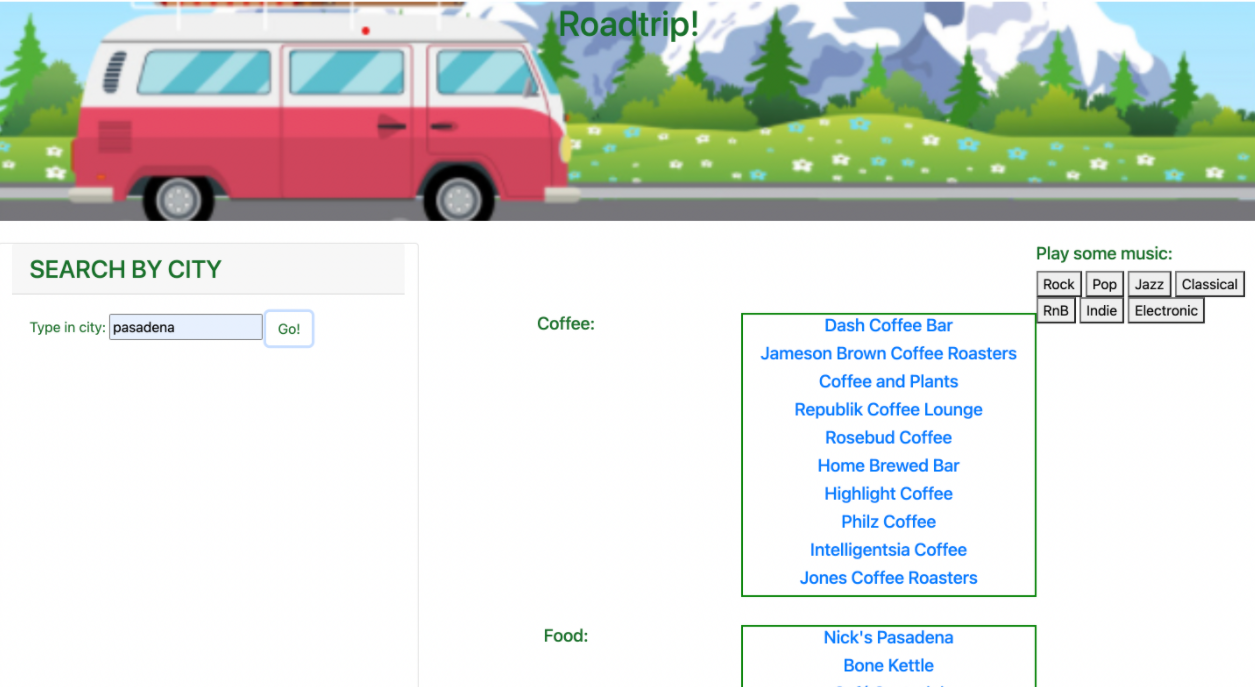 Roadtrip!
SEARCH BY CITY
Type in city: pasadena Go!
Coffee:
Dash Coffee Bar
Jameson Brown Coffee Roasters
Coffee and Plants
Republik Coffee Lounge
Rosebud Coffee
Home Brewed Bar
Highlight Coffee
Philz Coffee
Intelligentsia Coffee
Jones Coffee Roasters
Food:
Nick's Pasadena
Bone Kettle
Play some music:
Rock Pop Jazz Classical
RnB Indie Electronic